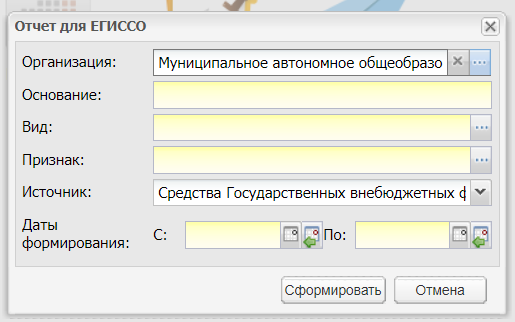 Отчет для ЕГИССО
Организация: Муниципальное автономное общеобразо
Основание:
Вид:
Признак:
Источник: Средства Государственных внебюджетных ф
Даты формирования: С: По:
Сформировать Отмена